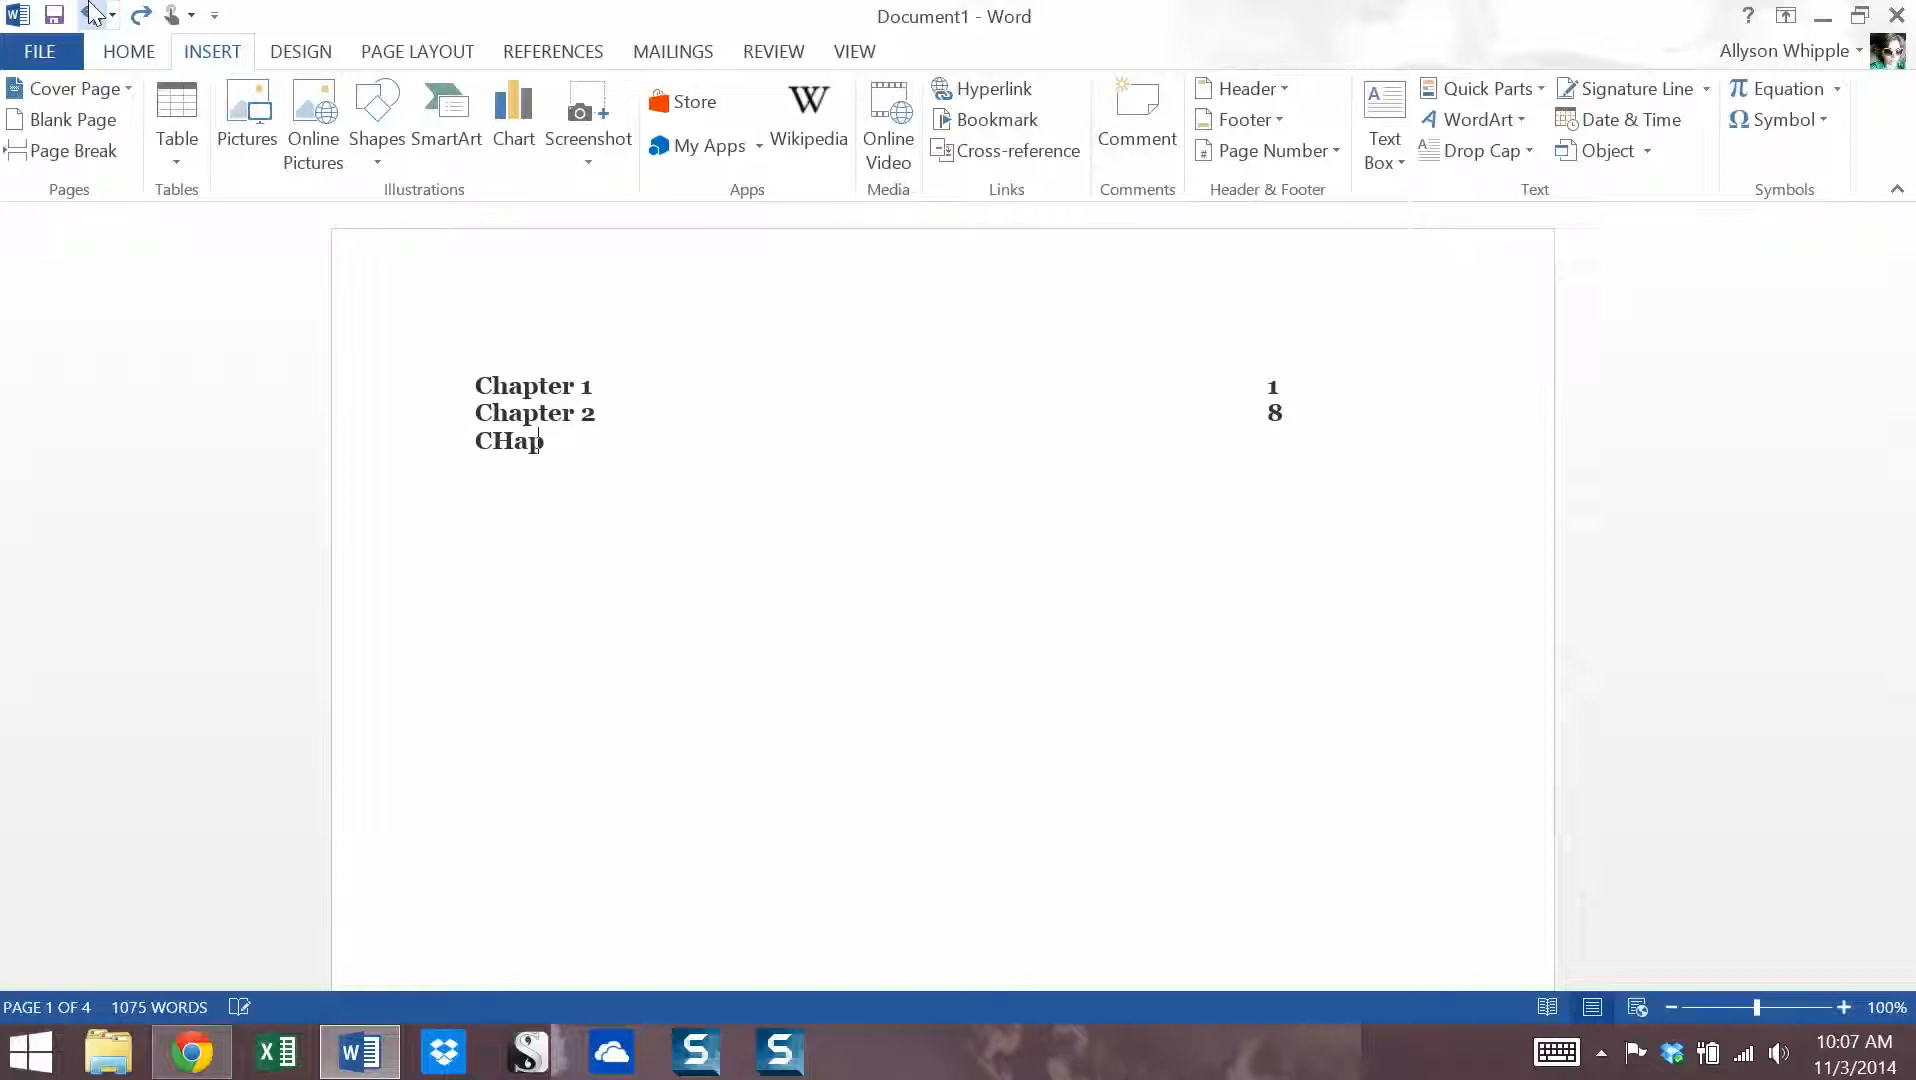 Document1 - Word
?
FILE
HOME
INSERT
DESIGN
PAGE LAYOUT
REFERENCES
MAILINGS
REVIEW
VIEW
Allyson Whipple
Cover Page
Blank Page
Page Break
Pages
Table
Tables
Pictures
Online
Pictures
Shapes
SmartArt
Chart
Screenshot
Illustrations
Store
My Apps
W
Wikipedia
Apps
Online
Video
Media
Hyperlink
Bookmark
Cross-reference
Links
Comment
Comments
Header
Footer
Page Number
Header & Footer
Text
Box
Quick Parts
WordArt
Drop Cap
Signature Line
Date & Time
Object
Text
π Equation
Ω Symbol
Symbols
Chapter 1 1
Chapter 2 8
CHap
PAGE 1 OF 4
1075 WORDS
100%
10:07 AM
11/3/2014